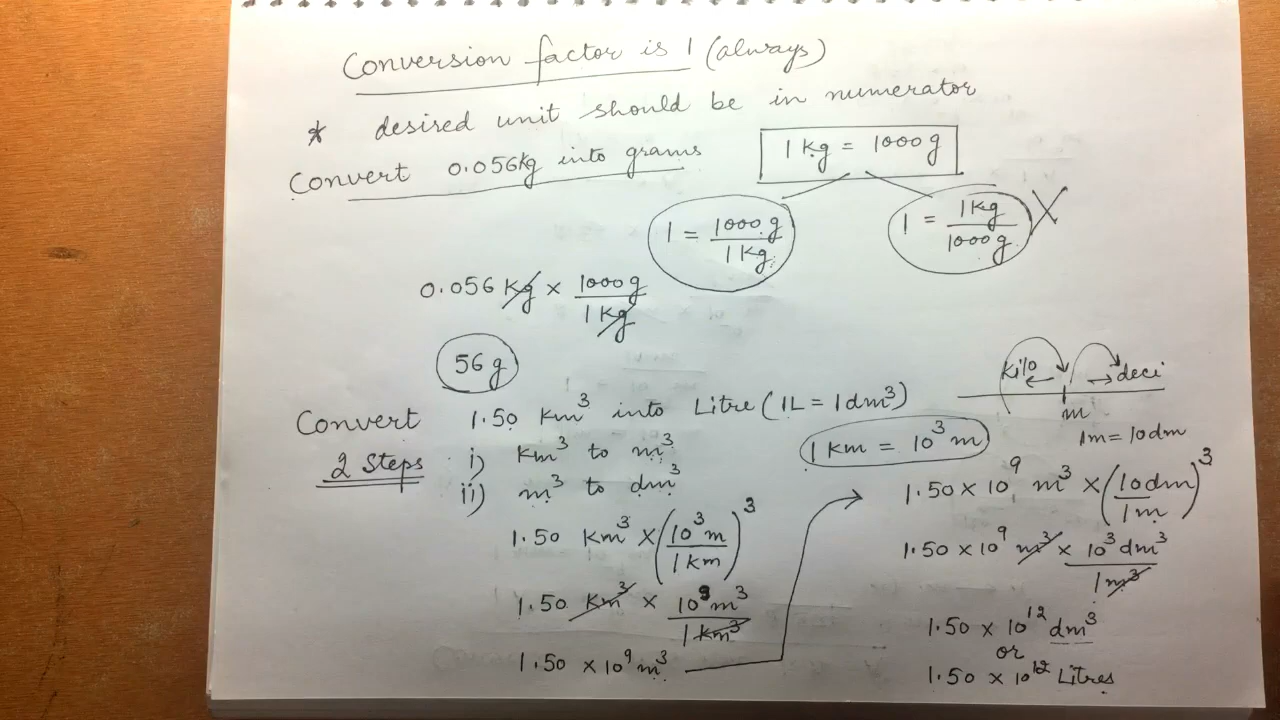 Conversion factor is 1 (always)
* desired unit should be in numerator
Convert 0.056kg into grams
1 Kg = 1000 g
1 = 1000 g / 1 Kg
1 = 1 Kg / 1000 g X
0.056 Kg × 1000 g / 1 Kg
56 g
Convert 1.50 Km³ into Litre (1L = 1dm³)
2 Steps i) Km³ to m³
ii) m³ to dm³
1.50 Km³ × (10³ m / 1 Km)³
1.50 Km³ × 10⁹ m³ / 1 km³
1.50 × 10⁹ m³
kilo ← → deci
m
1m = 10dm
1 Km = 10³ m
1.50 × 10⁹ m³ × (10dm / 1m)³
1.50 × 10⁹ m³ × 10³ dm³ / 1m³
1.50 × 10¹² dm³
or
1.50 × 10¹² Litres